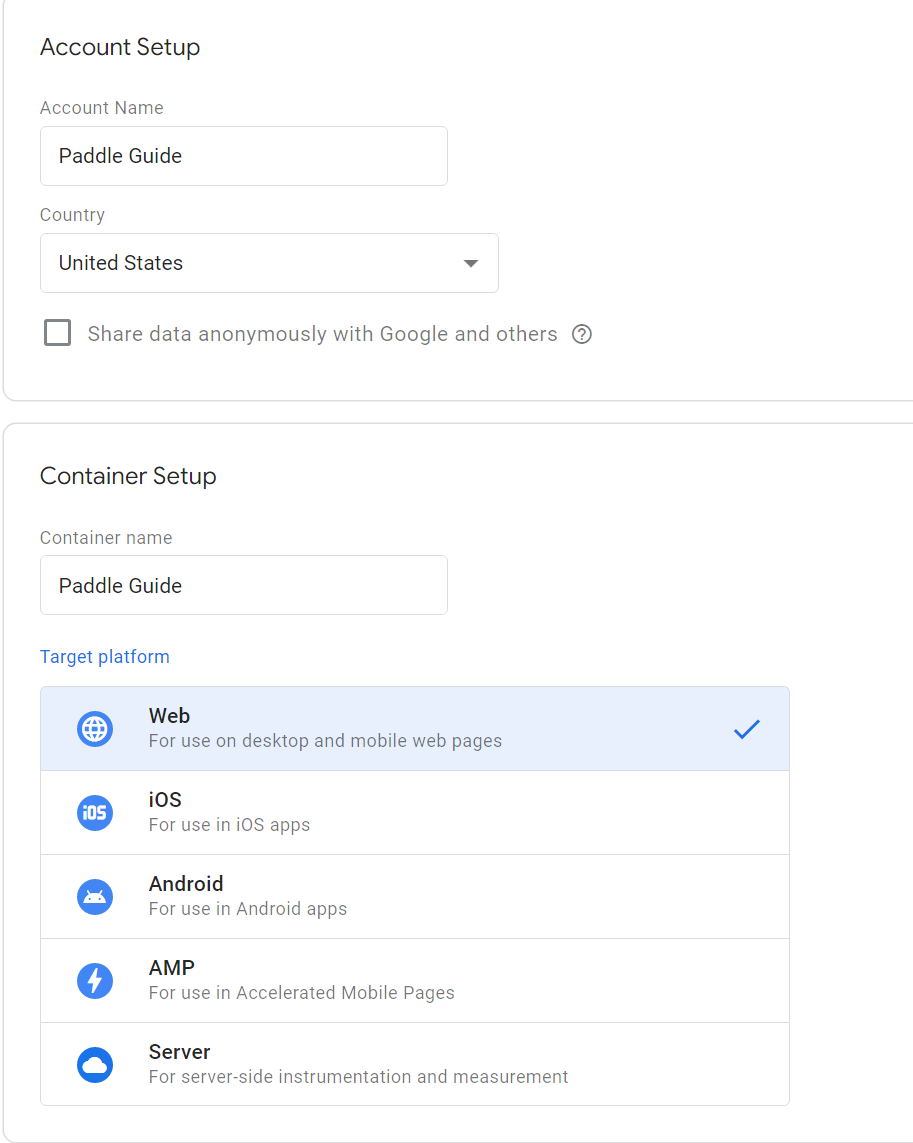 Account Setup
Account Name
Paddle Guide
Country
United States
Share data anonymously with Google and others
Container Setup
Container name
Paddle Guide
Target platform
Web
For use on desktop and mobile web pages
iOS
iOS
For use in iOS apps
Android
For use in Android apps
AMP
For use in Accelerated Mobile Pages
Server
For server-side instrumentation and measurement